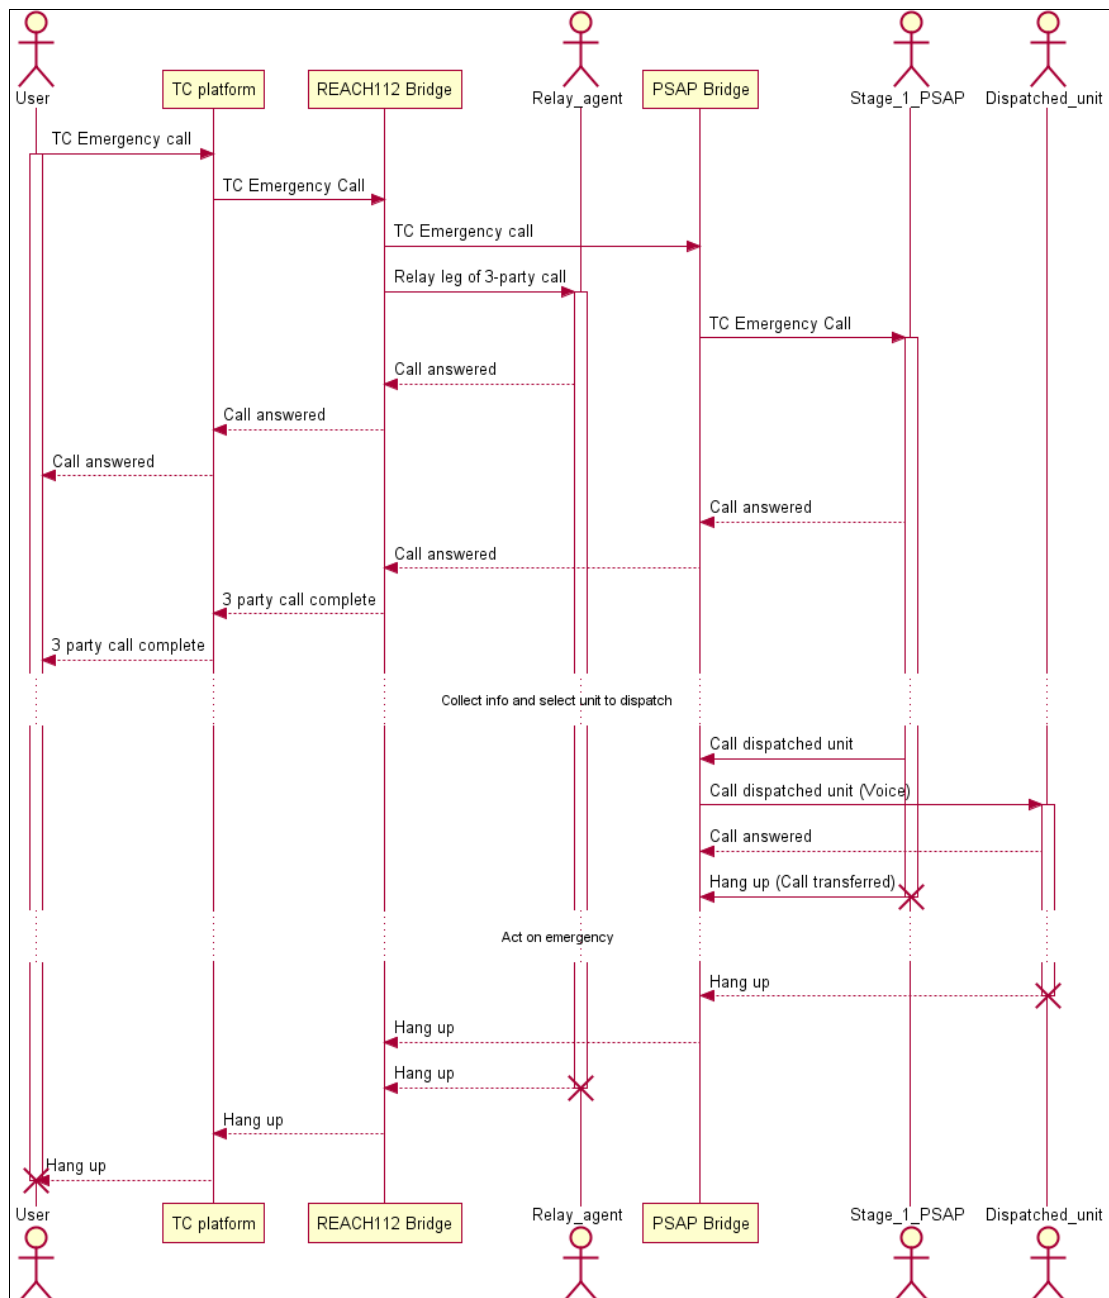 User
TC platform
REACH112 Bridge
Relay_agent
PSAP Bridge
Stage_1_PSAP
Dispatched_unit
TC Emergency call
TC Emergency Call
TC Emergency call
Relay leg of 3-party call
TC Emergency Call
Call answered
Call answered
Call answered
Call answered
Call answered
3 party call complete
3 party call complete
Collect info and select unit to dispatch
Call dispatched unit
Call dispatched unit (Voice)
Call answered
Hang up (Call transferred)
Act on emergency
Hang up
Hang up
Hang up
Hang up
Hang up
User
TC platform
REACH112 Bridge
Relay_agent
PSAP Bridge
Stage_1_PSAP
Dispatched_unit